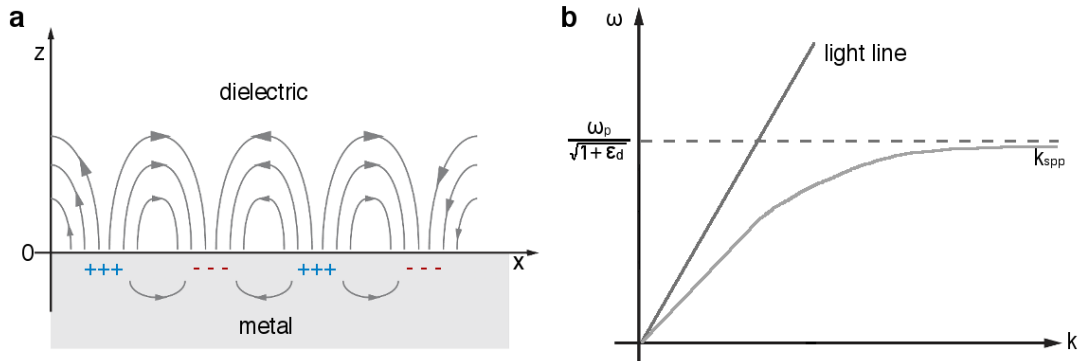 a
z
dielectric
0
x
+++ - - - +++ - - -
metal
b
ω
light line
ωp
√1+εd
kspp
k